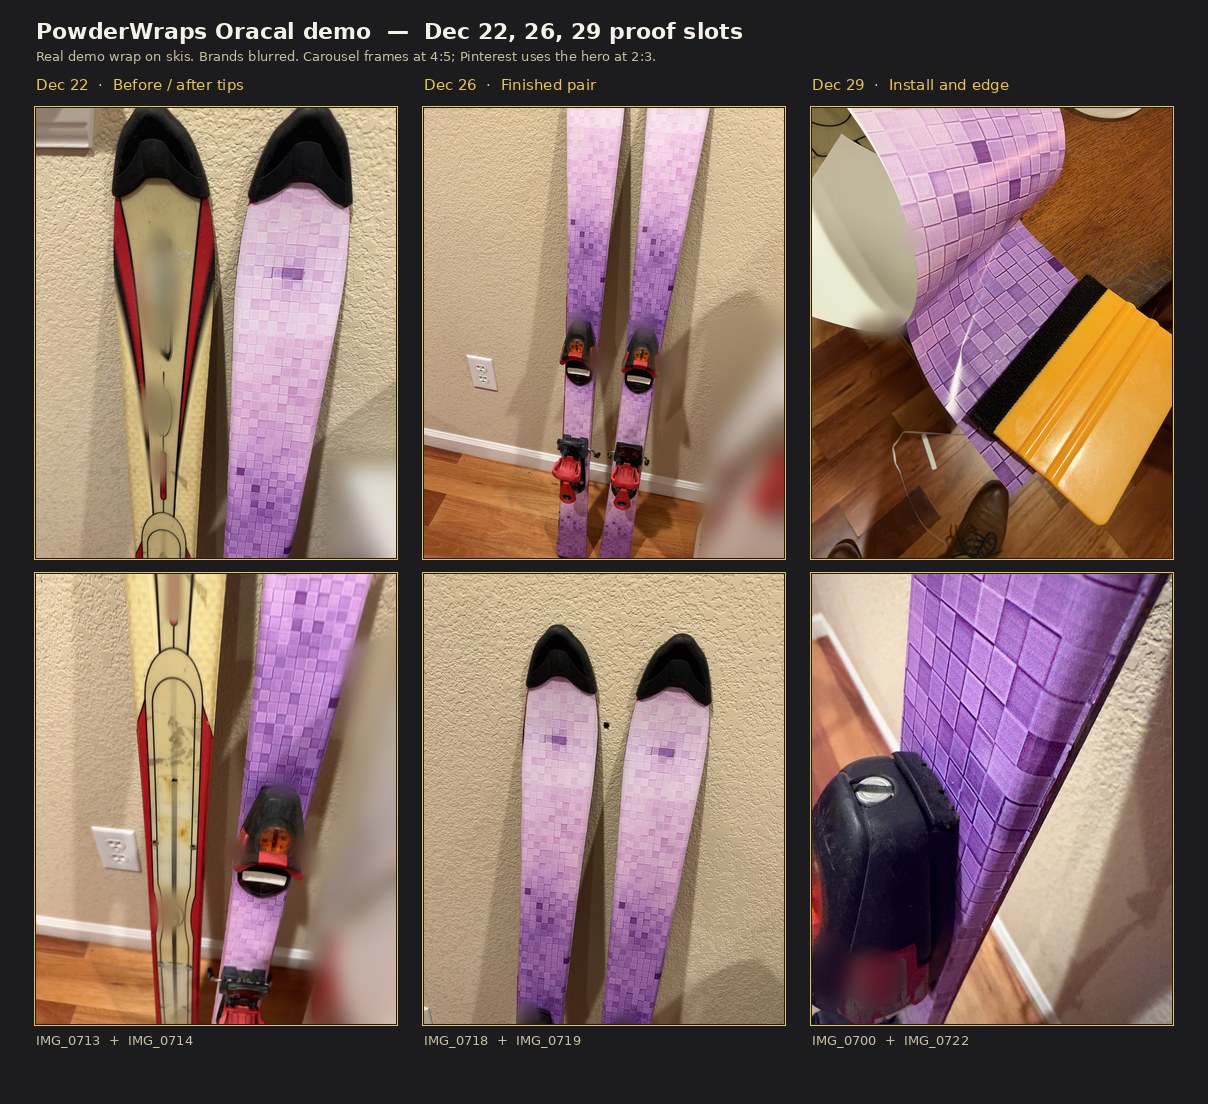 PowderWraps Oracal demo — Dec 22, 26, 29 proof slots
Real demo wrap on skis. Brands blurred. Carousel frames at 4:5; Pinterest uses the hero at 2:3.
Dec 22 · Before / after tips
Dec 26 · Finished pair
Dec 29 · Install and edge
IMG_0713 + IMG_0714
IMG_0718 + IMG_0719
IMG_0700 + IMG_0722